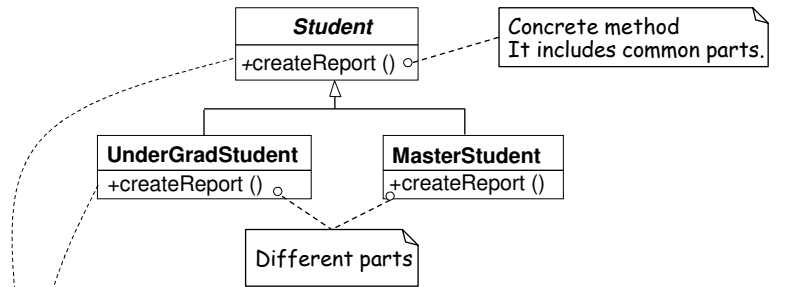 Student
+createReport ()
Concrete method
It includes common parts.
UnderGradStudent
+createReport ()
MasterStudent
+createReport ()
Different parts